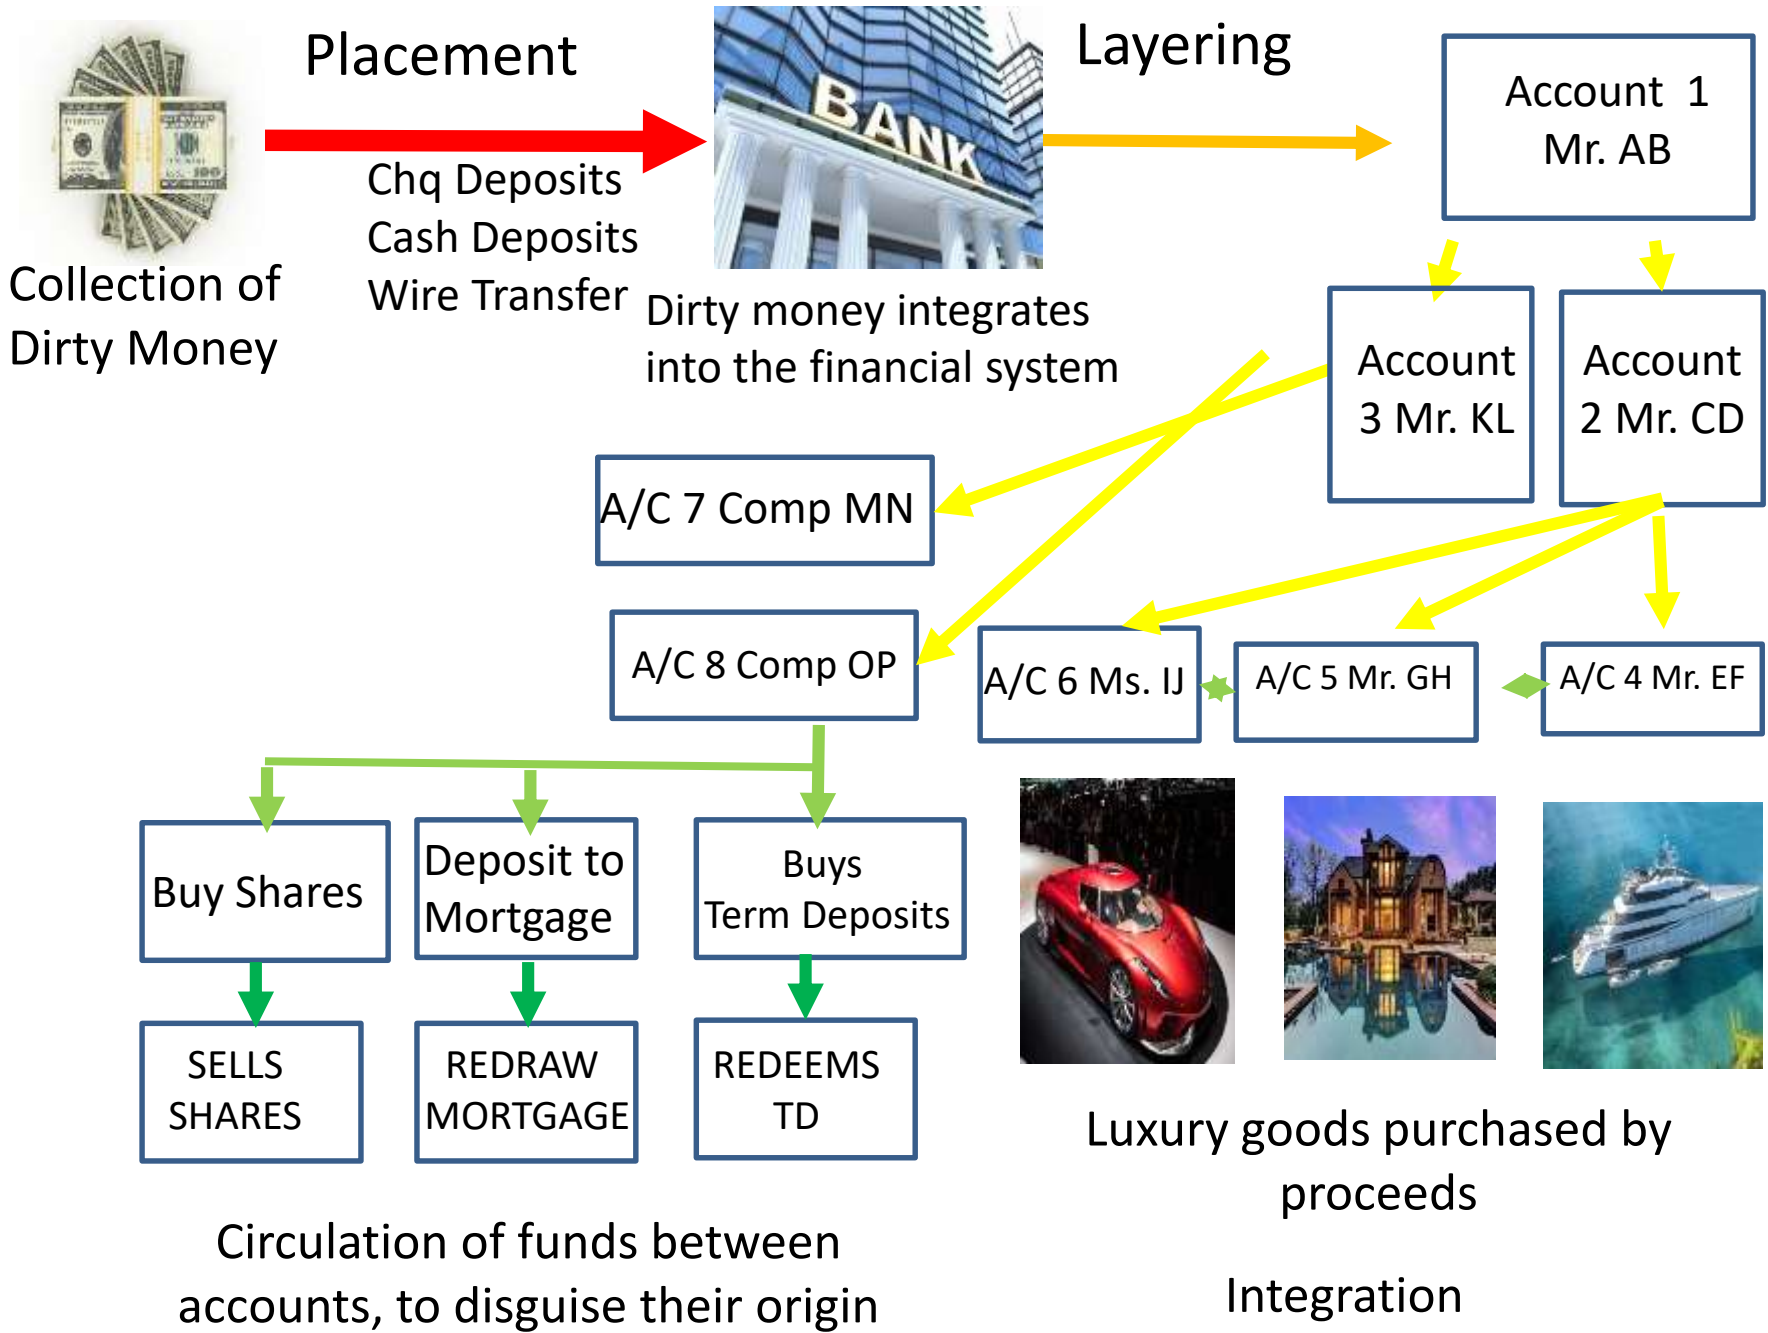 Placement
Layering
BANK
Account 1
Mr. AB
Chq Deposits
Cash Deposits
Wire Transfer
Collection of
Dirty Money
Dirty money integrates
into the financial system
Account
3 Mr. KL
Account
2 Mr. CD
A/C 7 Comp MN
A/C 8 Comp OP
A/C 6 Ms. IJ
A/C 5 Mr. GH
A/C 4 Mr. EF
Buy Shares
Deposit to
Mortgage
Buys
Term Deposits
SELLS
SHARES
REDRAW
MORTGAGE
REDEEMS
TD
Luxury goods purchased by
proceeds
Circulation of funds between
accounts, to disguise their origin
Integration